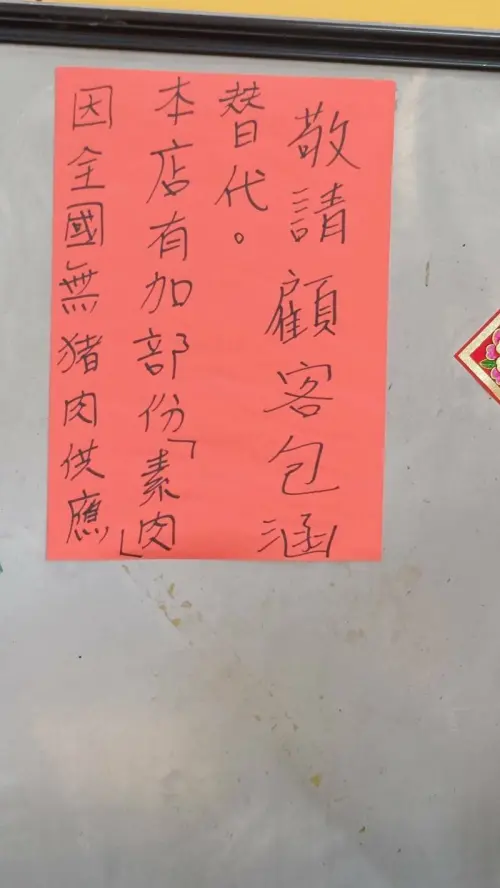 因全國無豬肉供應
本店有加部份「素肉」
替代。
敬請顧客包涵